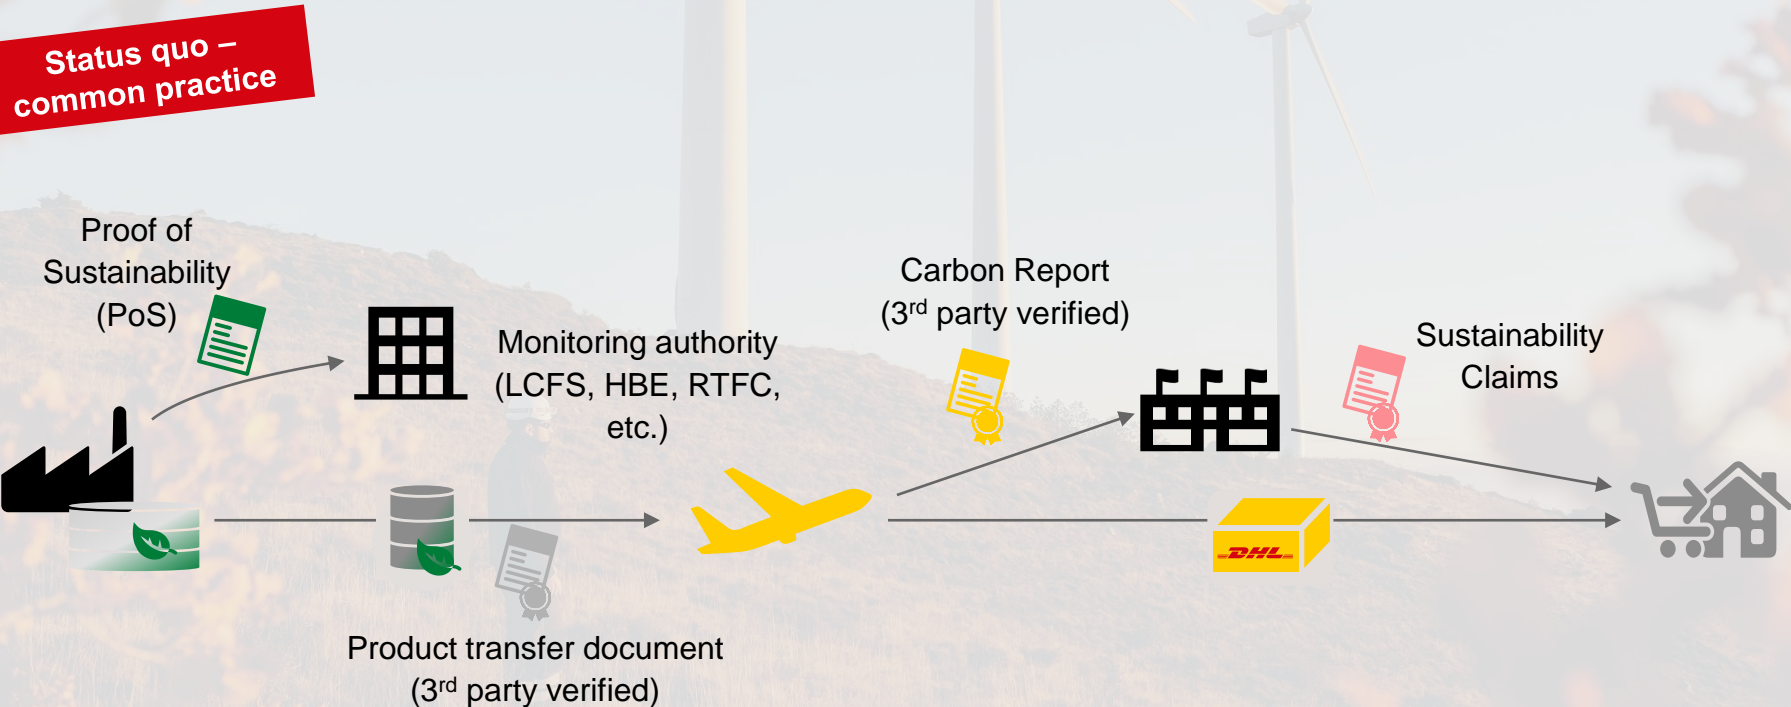 Status quo –
common practice
Proof of
Sustainability
(PoS)
Monitoring authority
(LCFS, HBE, RTFC,
etc.)
Carbon Report
(3rd party verified)
Sustainability
Claims
DHL
Product transfer document
(3rd party verified)